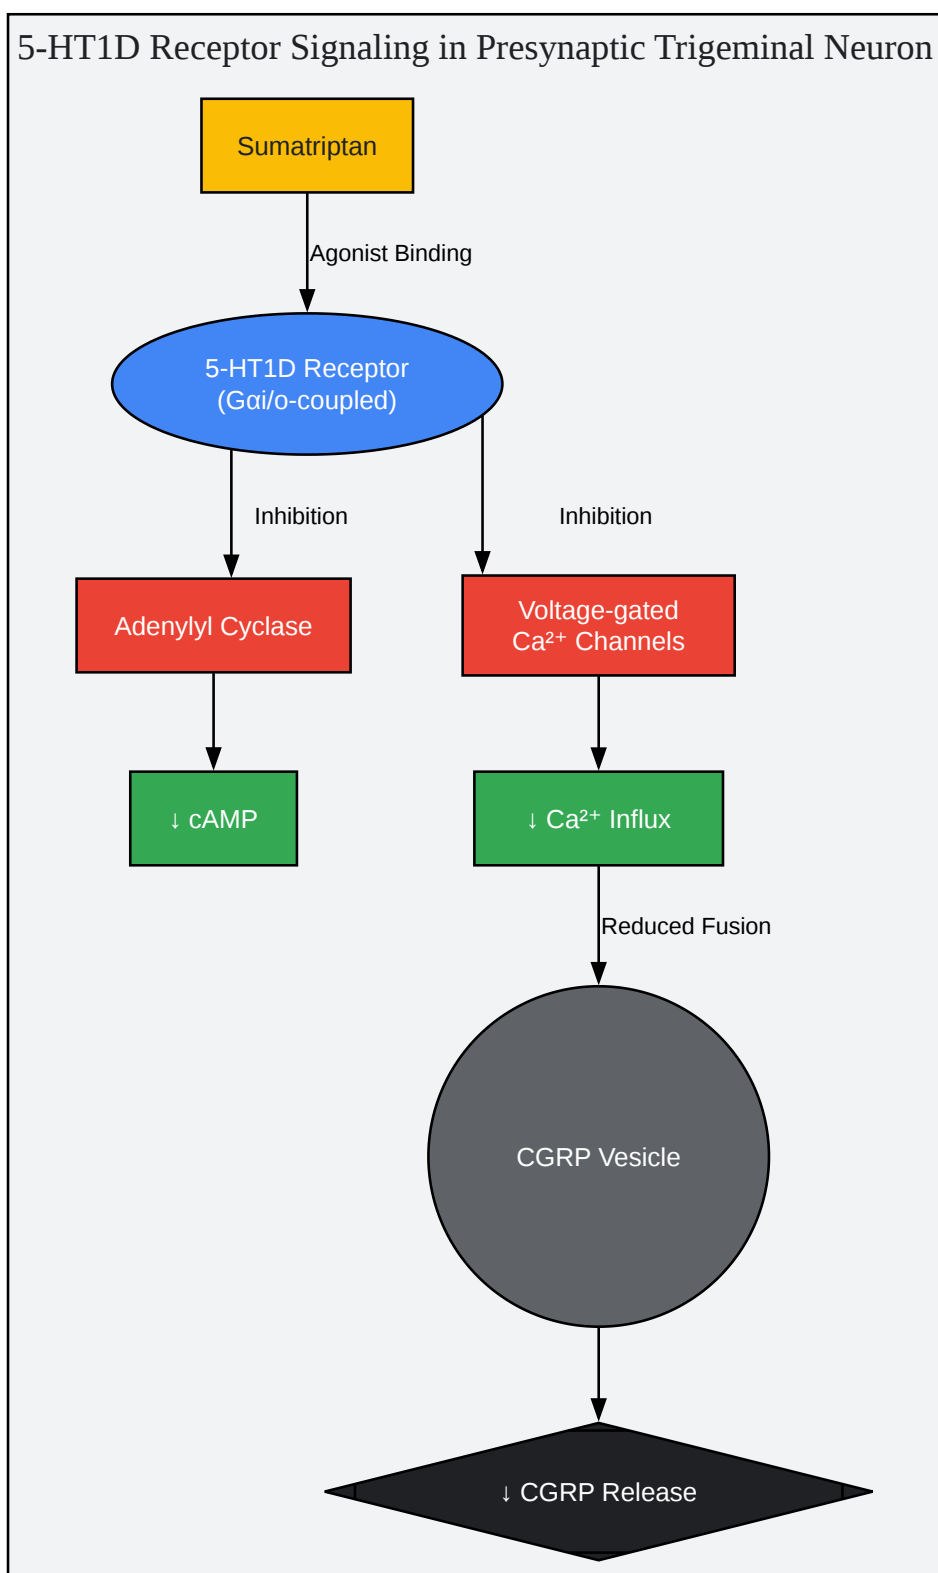 5-HT1D Receptor Signaling in Presynaptic Trigeminal Neuron
Sumatriptan
Agonist Binding
5-HT1D Receptor
(Gαi/o-coupled)
Inhibition
Inhibition
Adenylyl Cyclase
Voltage-gated
Ca²⁺ Channels
↓ cAMP
↓ Ca²⁺ Influx
Reduced Fusion
CGRP Vesicle
↓ CGRP Release